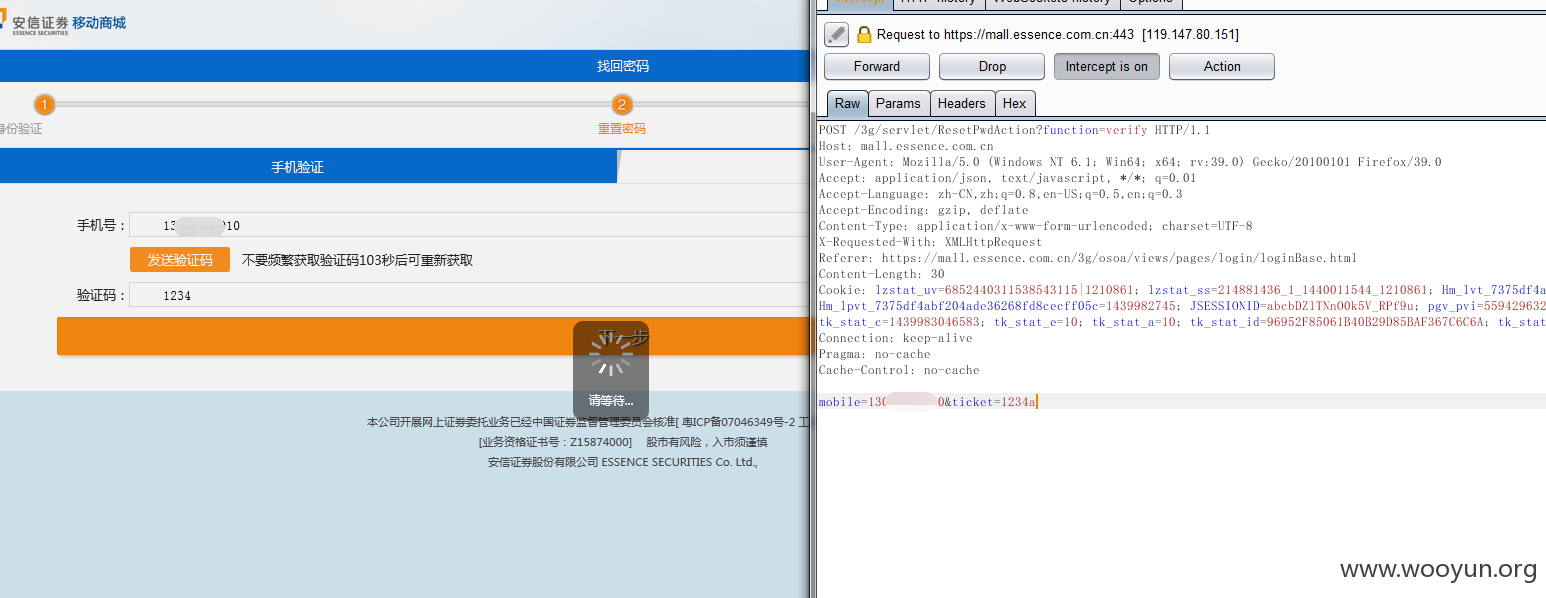 安信证券 移动商城
ESSENCE SECURITIES
找回密码
1
2
身份验证
重置密码
手机验证
手机号： 13 10
发送验证码 不要频繁获取验证码103秒后可重新获取
验证码： 1234
下一步
请等待...
本公司开展网上证券委托业务已经中国证券监督管理委员会核准[ 粤ICP备07046349号-2 工
[业务资格证书号：Z15874000] 股市有风险，入市须谨慎
安信证券股份有限公司 ESSENCE SECURITIES Co. Ltd.,
Intercept HTTP history WebSockets history Options
Request to https://mall.essence.com.cn:443 [119.147.80.151]
Forward Drop Intercept is on Action
Raw Params Headers Hex
POST /3g/servlet/ResetPwdAction?function=verify HTTP/1.1
Host: mall.essence.com.cn
User-Agent: Mozilla/5.0 (Windows NT 6.1; Win64; x64; rv:39.0) Gecko/20100101 Firefox/39.0
Accept: application/json, text/javascript, */*; q=0.01
Accept-Language: zh-CN,zh;q=0.8,en-US;q=0.5,en;q=0.3
Accept-Encoding: gzip, deflate
Content-Type: application/x-www-form-urlencoded; charset=UTF-8
X-Requested-With: XMLHttpRequest
Referer: https://mall.essence.com.cn/3g/osoa/views/pages/login/loginBase.html
Content-Length: 30
Cookie: lzstat_uv=6852440311538543115|1210861; lzstat_ss=214881436_1_1440011544_1210861; Hm_lvt_7375df4a
Hm_lpvt_7375df4abf204ade36268fd8cecff05c=1439982745; JSESSIONID=abcbDZlTNnO0k5V_RPf9u; pgv_pvi=559429632
tk_stat_c=1439983046583; tk_stat_e=10; tk_stat_a=10; tk_stat_id=96952F85061B40B29D85BAF367C6C6A; tk_stat
Connection: keep-alive
Pragma: no-cache
Cache-Control: no-cache
mobile=130 0&ticket=1234a
www.wooyun.org